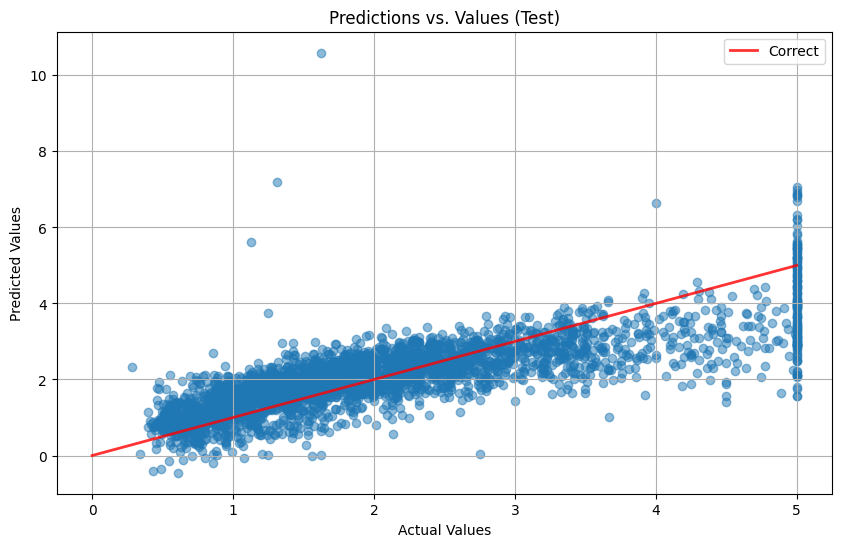 Predictions vs. Values (Test)
Correct
Predicted Values
10
8
6
4
2
0
0 1 2 3 4 5
Actual Values